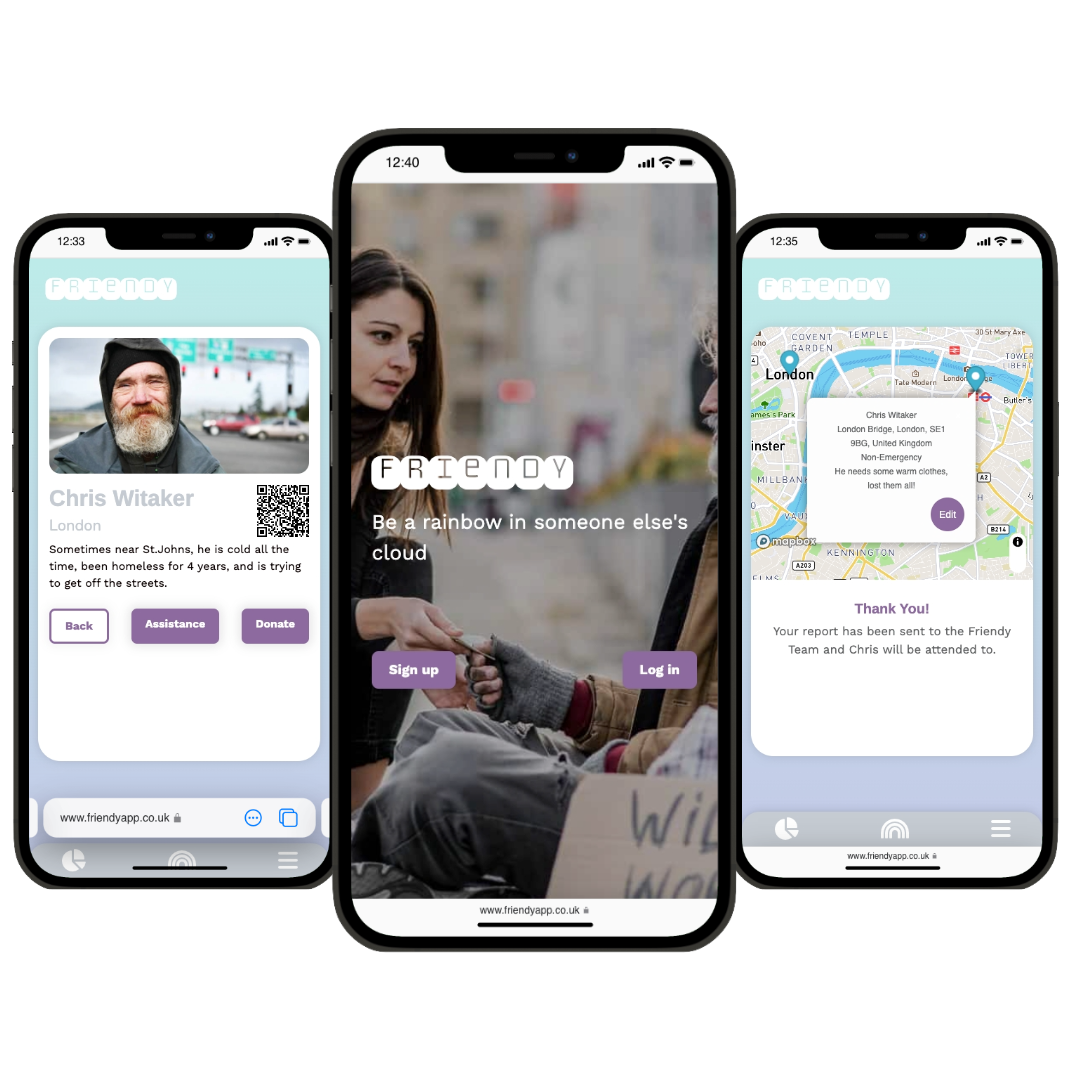 12:33
FRIENDY
Chris Witaker
London
Sometimes near St.Johns, he is cold all the
time, been homeless for 4 years, and is trying
to get off the streets.
Back
Assistance
Donate
www.friendyapp.co.uk
12:40
FRIENDY
Be a rainbow in someone else's
cloud
Sign up
Log in
WIL
WO
www.friendyapp.co.uk
12:35
FRIENDY
30 St Mary Axe
COVENT
GARDEN
TEMPLE
oho
TOWER
London
Tate Modern
London
Butler's
ames's Park
inster
Chris Witaker
London Bridge, London, SE1
9BG, United Kingdom
Non-Emergency
He needs some warm clothes,
lost them all!
Edit
A2
H
VAU
B214
mapbox
KENNINGTON
A203
ELMS
Thank You!
Your report has been sent to the Friendy
Team and Chris will be attended to.
www.friendyapp.co.uk